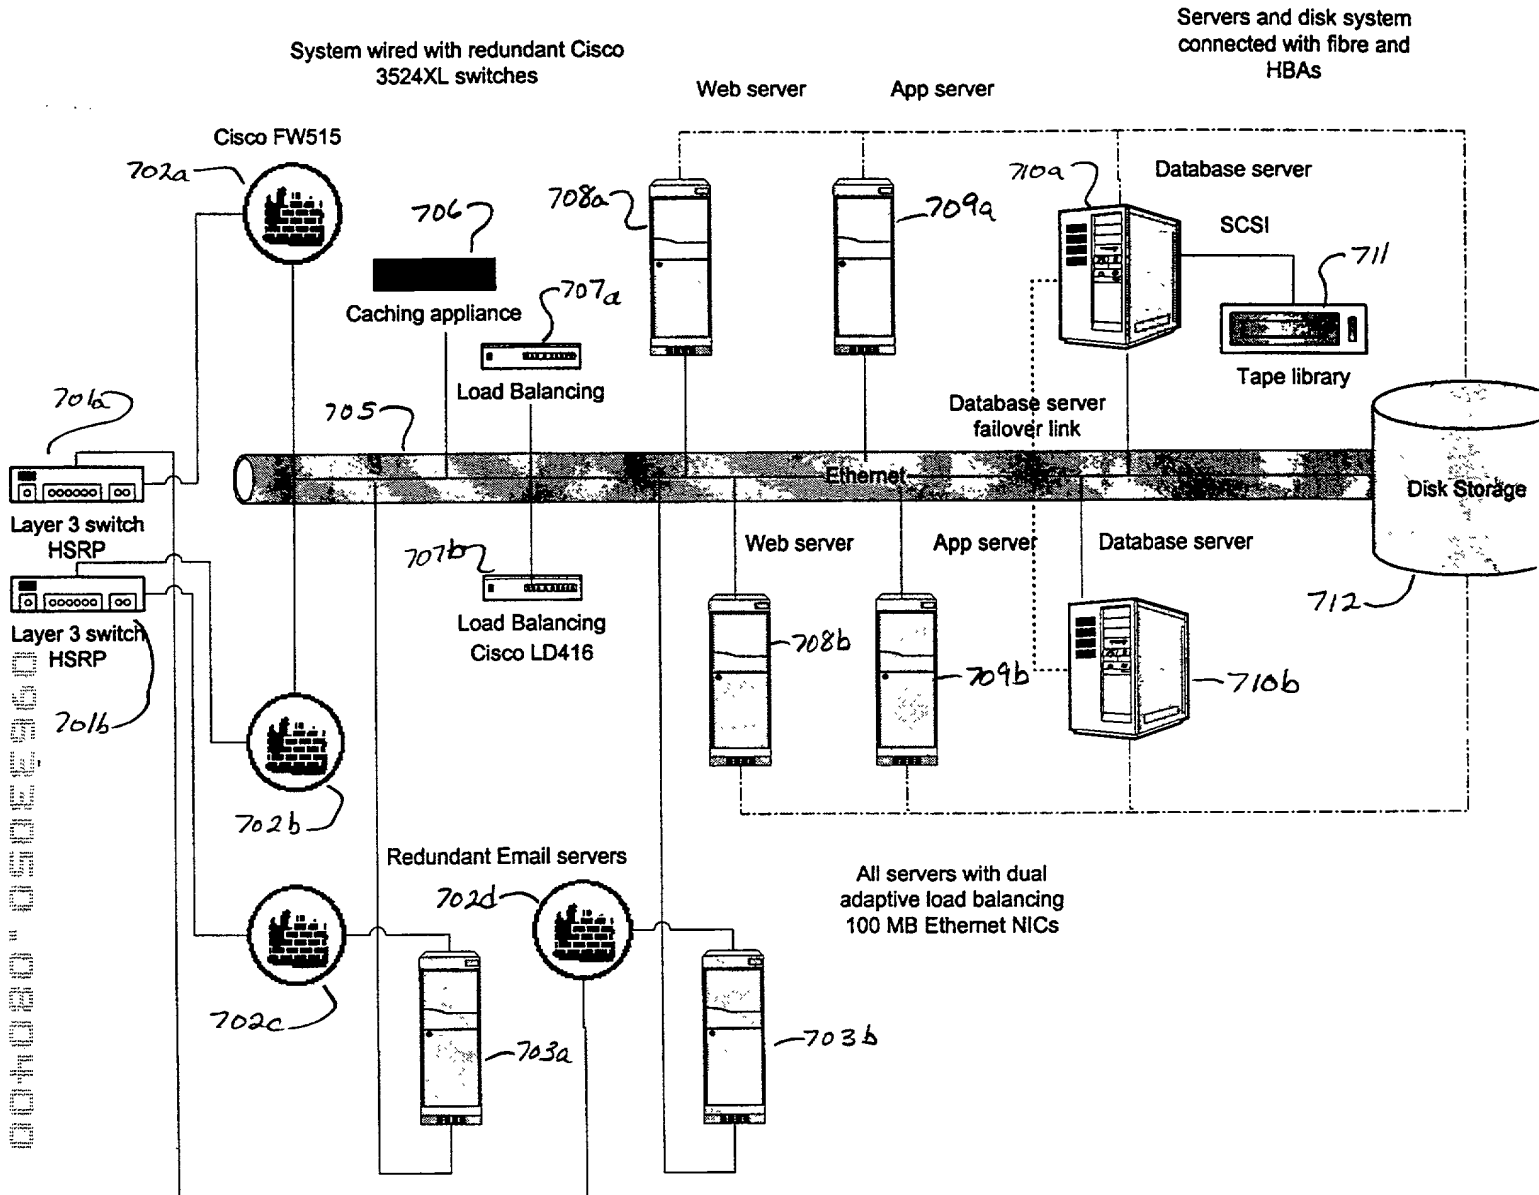 Servers and disk system
connected with fibre and
HBAs
System wired with redundant Cisco
3524XL switches
Web server
App server
Cisco FW515
702a
706
708a
709a
710a
Database server
SCSI
711
707a
Caching appliance
Load Balancing
Tape library
701a
705
Database server
failover link
Ethernet
Disk Storage
Layer 3 switch
HSRP
707b
Web server
App server
Database server
712
Layer 3 switch
HSRP
Load Balancing
Cisco LD416
708b
709b
710b
701b
702b
Redundant Email servers
702d
All servers with dual
adaptive load balancing
100 MB Ethernet NICs
702c
703a
703b